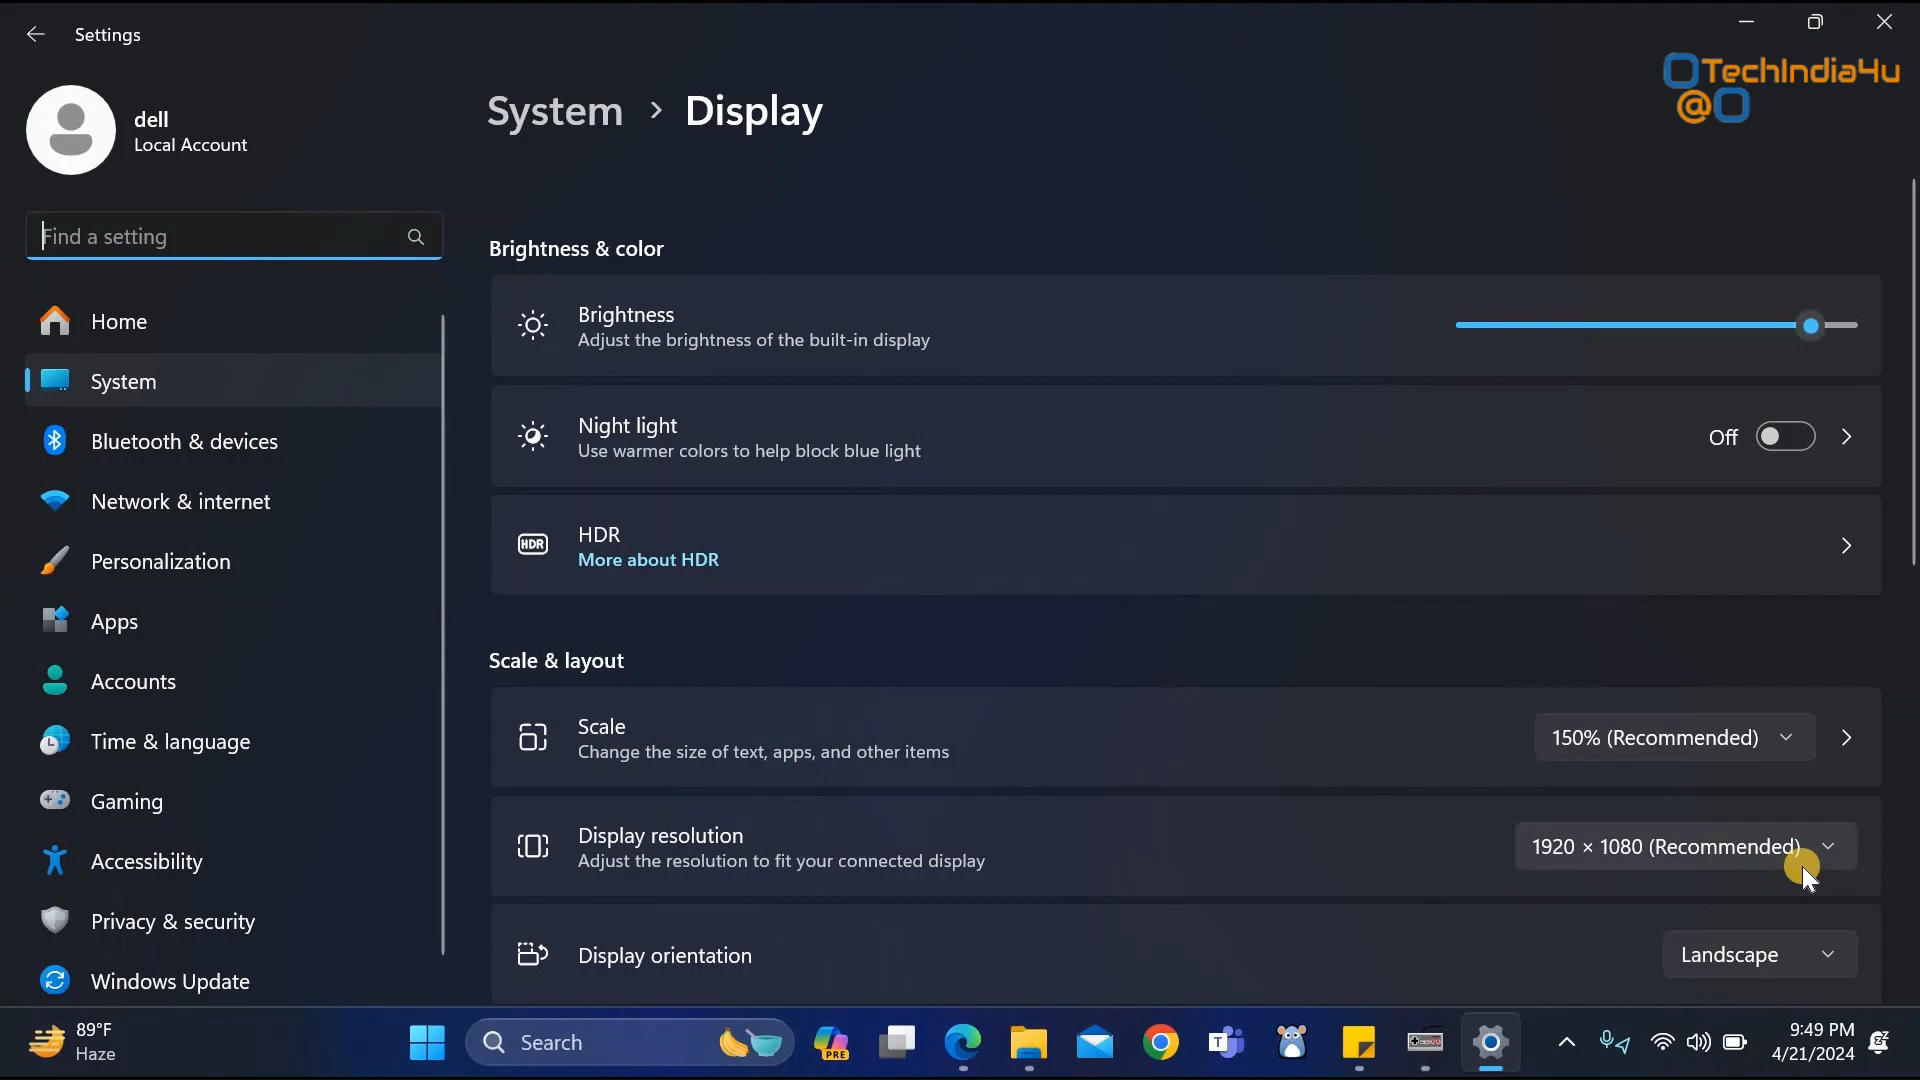 Settings
TechIndia4u
@
dell
Local Account
System > Display
Find a setting
Home
System
Bluetooth & devices
Network & internet
Personalization
Apps
Accounts
Time & language
Gaming
Accessibility
Privacy & security
Windows Update
Brightness & color
Brightness
Adjust the brightness of the built-in display
Night light
Use warmer colors to help block blue light
Off
HDR
HDR
More about HDR
Scale & layout
Scale
Change the size of text, apps, and other items
150% (Recommended)
Display resolution
Adjust the resolution to fit your connected display
1920 × 1080 (Recommended)
Display orientation
Landscape
89°F
Haze
Search
PRE
T
9:49 PM
4/21/2024